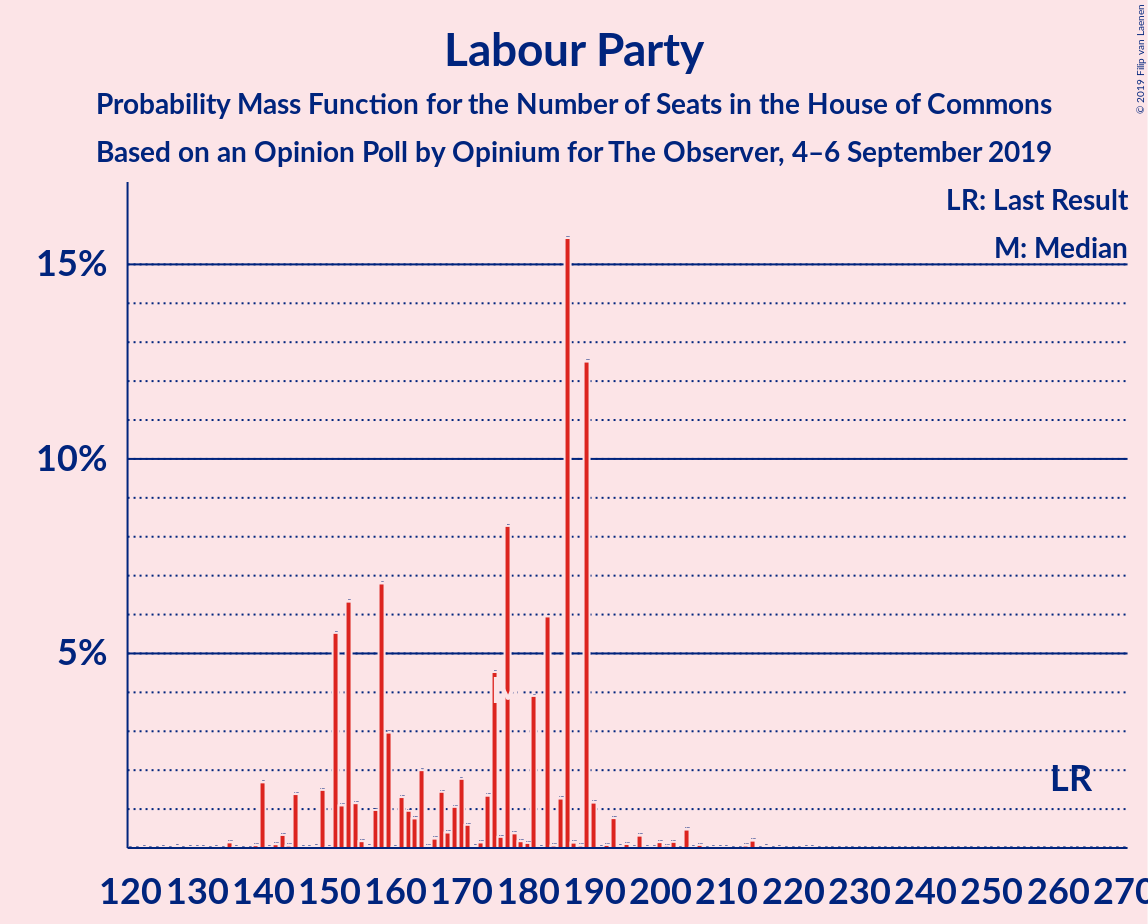 Labour Party
Probability Mass Function for the Number of Seats in the House of Commons
Based on an Opinion Poll by Opinium for The Observer, 4–6 September 2019
© 2019 Filip van Laenen
LR: Last Result
M: Median
15%
10%
5%
LR
120 130 140 150 160 170 180 190 200 210 220 230 240 250 260 270